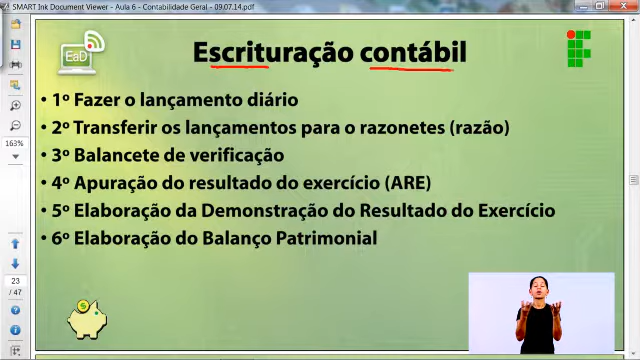 SMART Ink Document Viewer - Aula 6 - Contabilidade Geral - 09.07.14.pdf
EaD
Escrituração contábil
• 1º Fazer o lançamento diário
• 2º Transferir os lançamentos para o razonetes (razão)
• 3º Balancete de verificação
• 4º Apuração do resultado do exercício (ARE)
• 5º Elaboração da Demonstração do Resultado do Exercício
• 6º Elaboração do Balanço Patrimonial
163%
23
/ 47